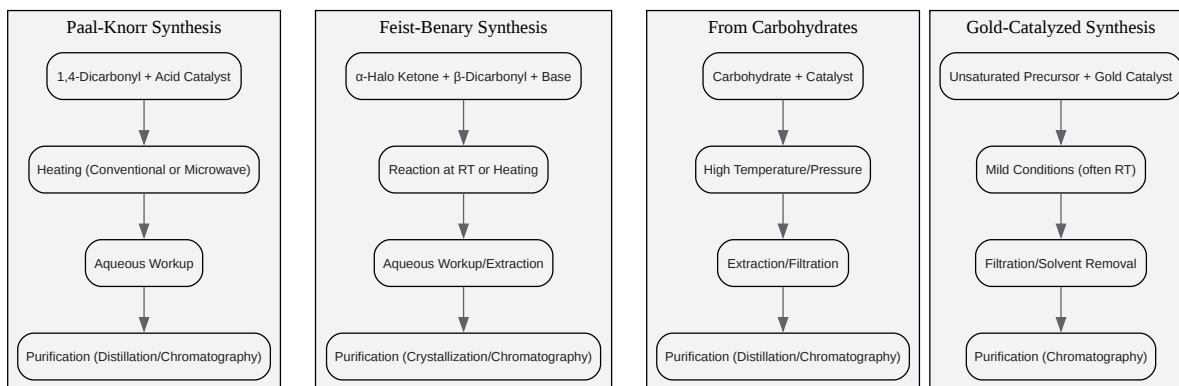 Paal-Knorr Synthesis
1,4-Dicarbonyl + Acid Catalyst
Heating (Conventional or Microwave)
Aqueous Workup
Purification (Distillation/Chromatography)
Feist-Benary Synthesis
α-Halo Ketone + β-Dicarbonyl + Base
Reaction at RT or Heating
Aqueous Workup/Extraction
Purification (Crystallization/Chromatography)
From Carbohydrates
Carbohydrate + Catalyst
High Temperature/Pressure
Extraction/Filtration
Purification (Distillation/Chromatography)
Gold-Catalyzed Synthesis
Unsaturated Precursor + Gold Catalyst
Mild Conditions (often RT)
Filtration/Solvent Removal
Purification (Chromatography)